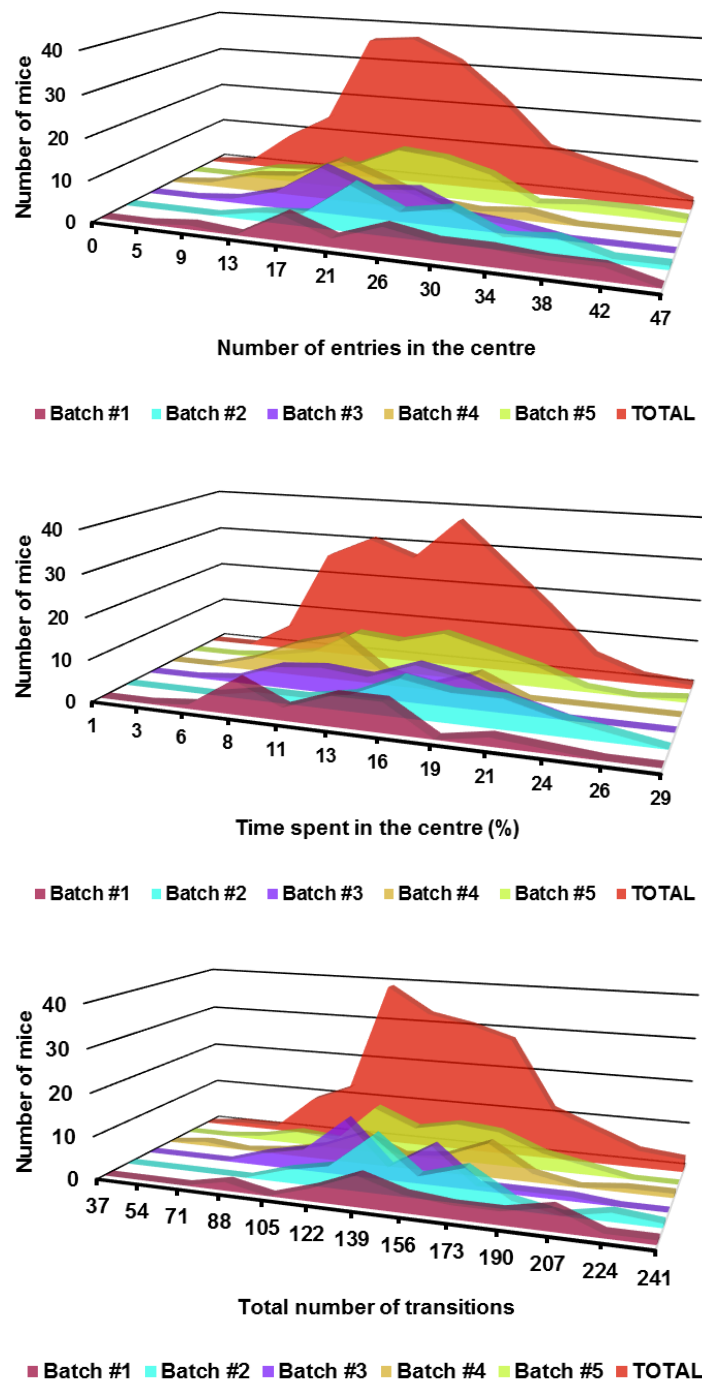 40
30
20
10
0
Number of mice
0 5 9 13 17 21 26 30 34 38 42 47
Number of entries in the centre
Batch #1 Batch #2 Batch #3 Batch #4 Batch #5 TOTAL
40
30
20
10
0
Number of mice
1 3 6 8 11 13 16 19 21 24 26 29
Time spent in the centre (%)
Batch #1 Batch #2 Batch #3 Batch #4 Batch #5 TOTAL
40
30
20
10
0
Number of mice
37 54 71 88 105 122 139 156 173 190 207 224 241
Total number of transitions
Batch #1 Batch #2 Batch #3 Batch #4 Batch #5 TOTAL